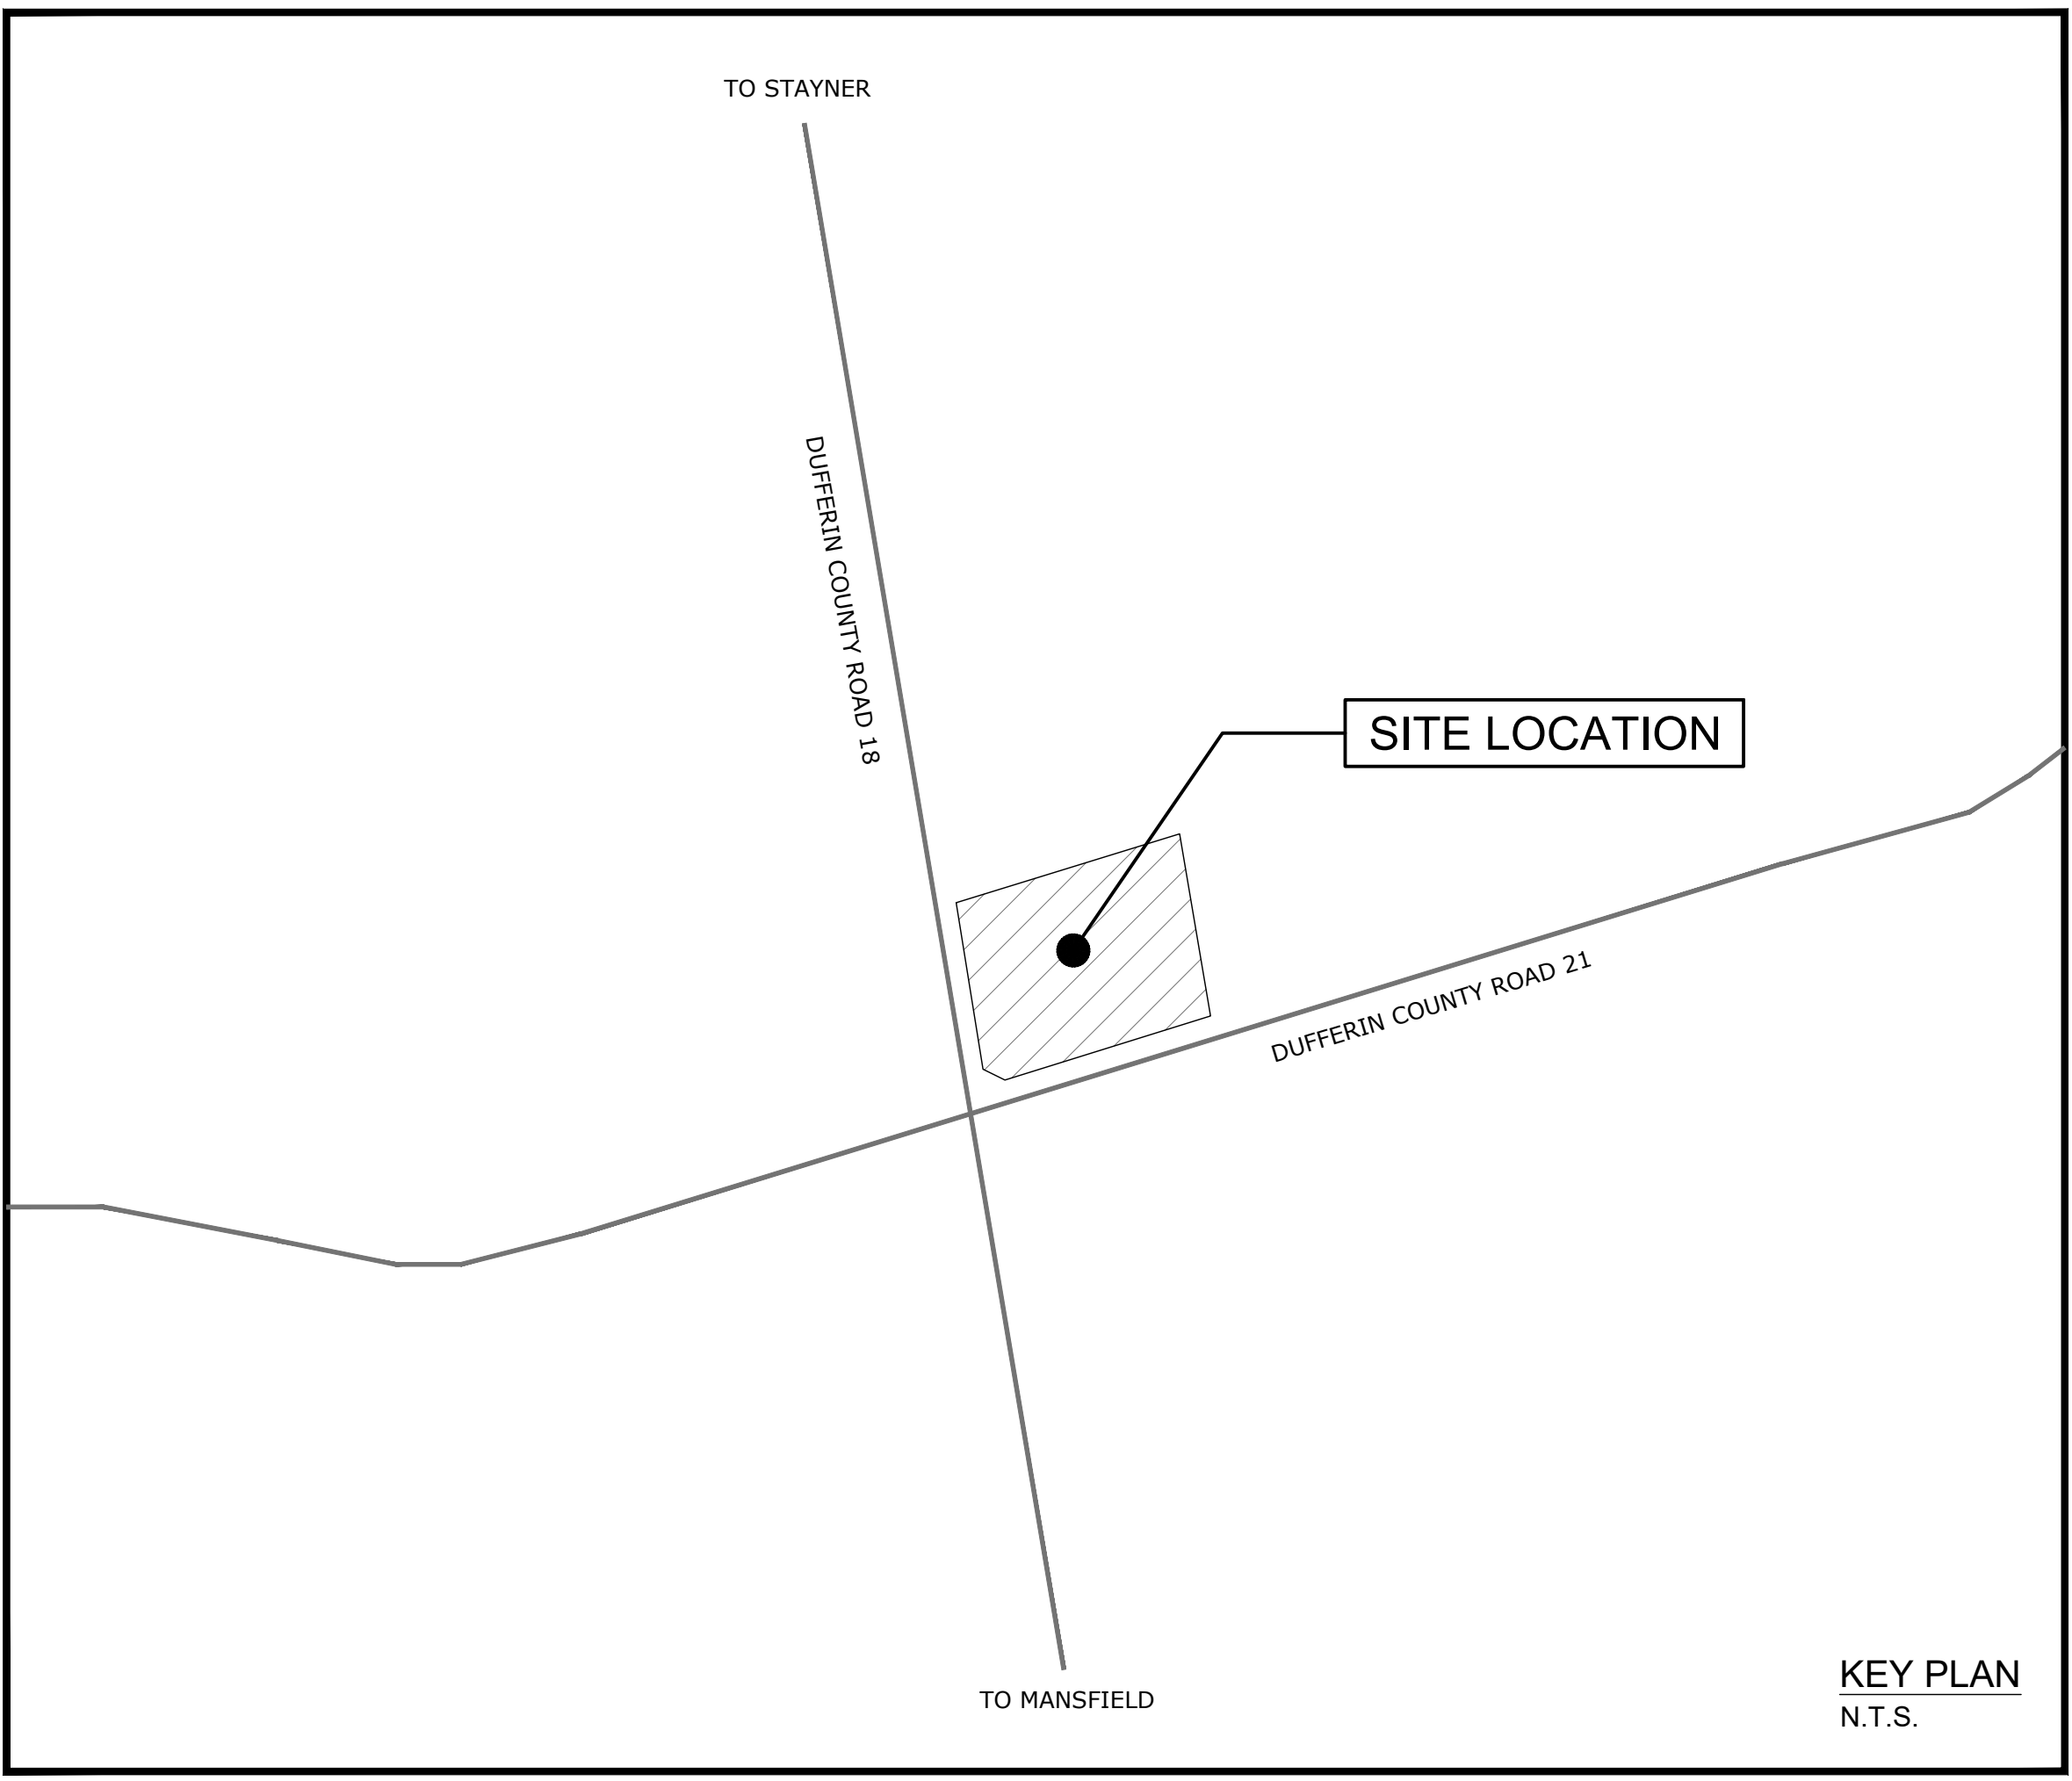 TO STAYNER
DUFFERIN COUNTY ROAD 18
SITE LOCATION
DUFFERIN COUNTY ROAD 21
TO MANSFIELD
KEY PLAN
N.T.S.